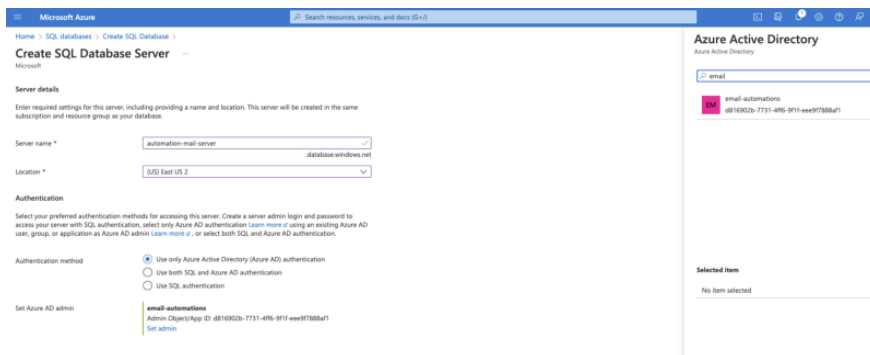 Microsoft Azure
Search resources, services, and docs (G+/)
Home > SQL databases > Create SQL Database >
Create SQL Database Server ...
Microsoft
Server details
Enter required settings for this server, including providing a name and location. This server will be created in the same
subscription and resource group as your database.
Server name *
automation-mail-server
.database.windows.net
Location *
(US) East US 2
Authentication
Select your preferred authentication methods for accessing this server. Create a server admin login and password to
access your server with SQL authentication, select only Azure AD authentication Learn more using an existing Azure AD
user, group, or application as Azure AD admin Learn more , or select both SQL and Azure AD authentication.
Authentication method
Use only Azure Active Directory (Azure AD) authentication
Use both SQL and Azure AD authentication
Use SQL authentication
Set Azure AD admin
email-automations
Admin Object/App ID: d816902b-7731-4ff6-9f1f-eee9f7888af1
Set admin
Azure Active Directory
Azure Active Directory
email
EM
email-automations
d816902b-7731-4ff6-9f1f-eee9f7888af1
Selected item
No item selected